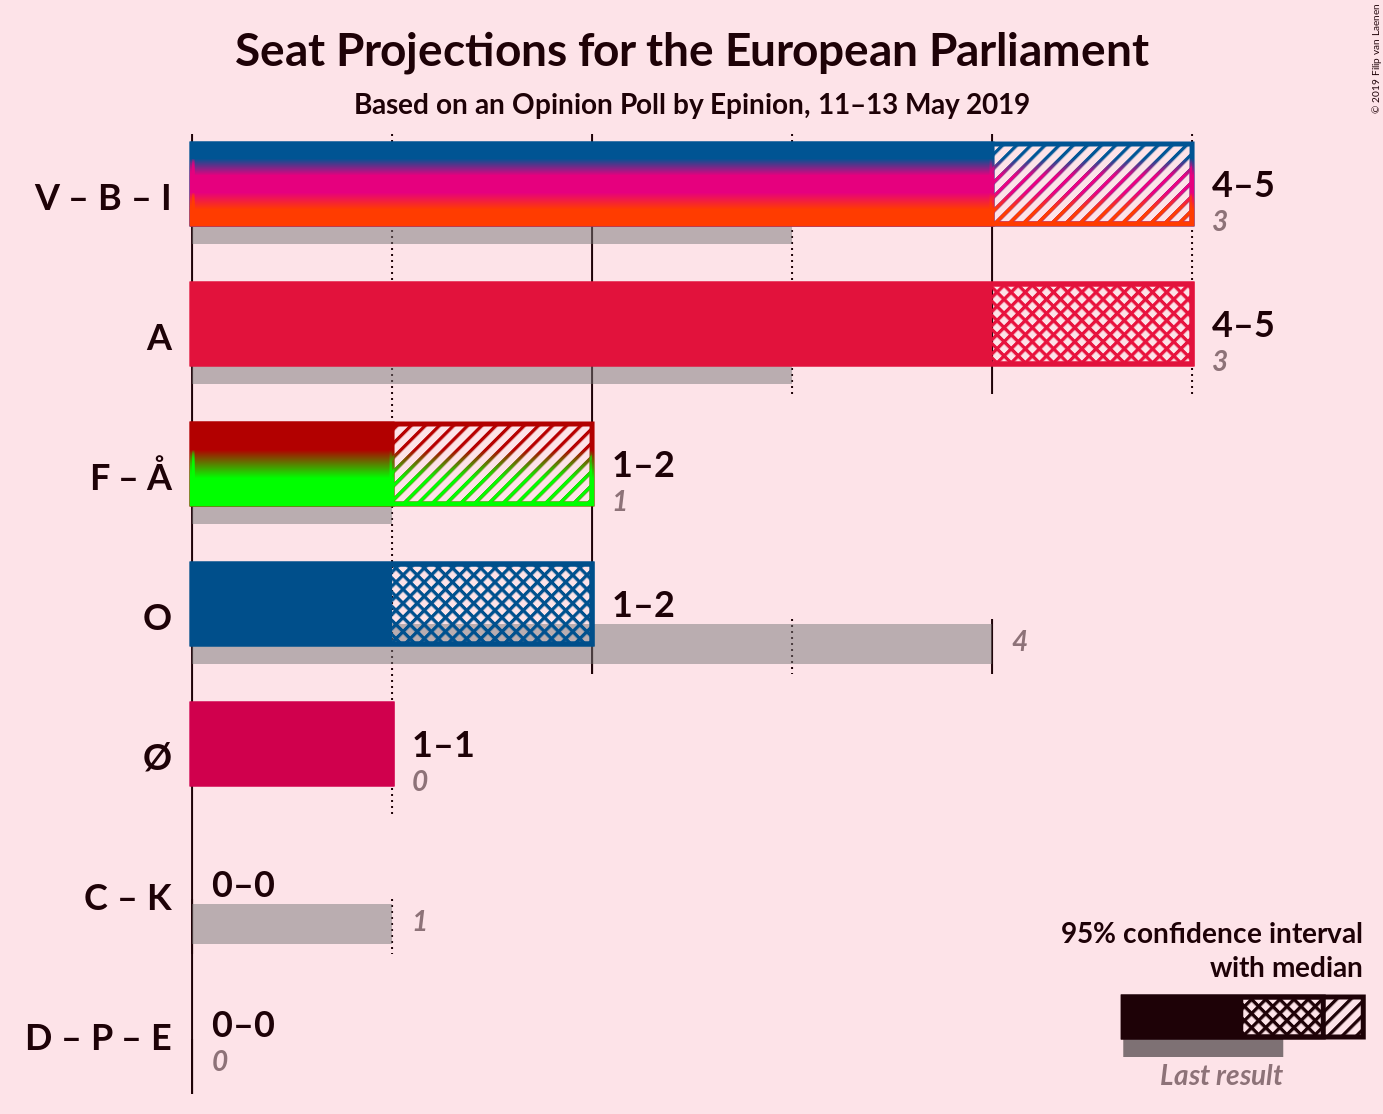 Seat Projections for the European Parliament
Based on an Opinion Poll by Epinion, 11–13 May 2019
© 2019 Filip van Laenen
V – B – I
4–5
3
A
4–5
3
F – Å
1–2
1
O
1–2
4
Ø
1–1
0
C – K
0–0
1
D – P – E
0–0
0
95% confidence interval
with median
Last result